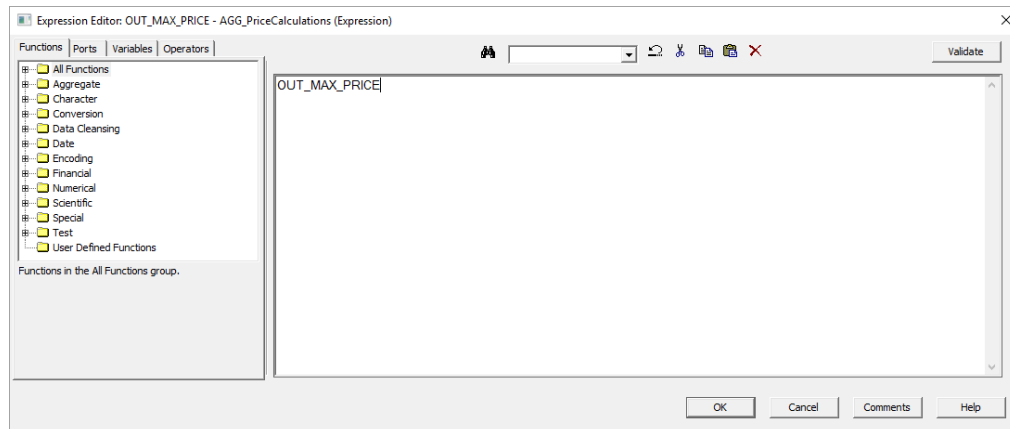 Expression Editor: OUT_MAX_PRICE - AGG_PriceCalculations (Expression)
Functions Ports Variables Operators
Validate
All Functions
Aggregate
Character
Conversion
Data Cleansing
Date
Encoding
Financial
Numerical
Scientific
Special
Test
User Defined Functions
Functions in the All Functions group.
OUT_MAX_PRICE
OK Cancel Comments Help